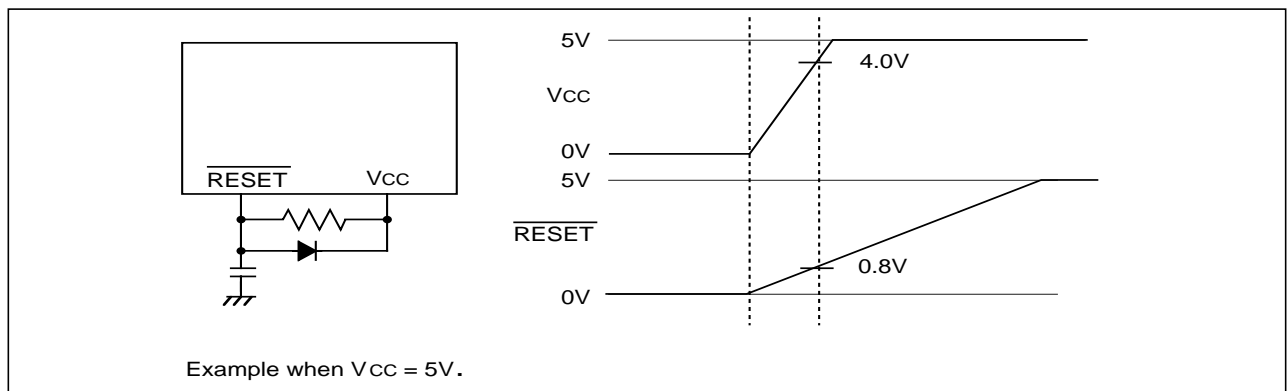 RESET VCC
5V
4.0V
VCC
0V
5V
RESET
0.8V
0V
Example when VCC = 5V.